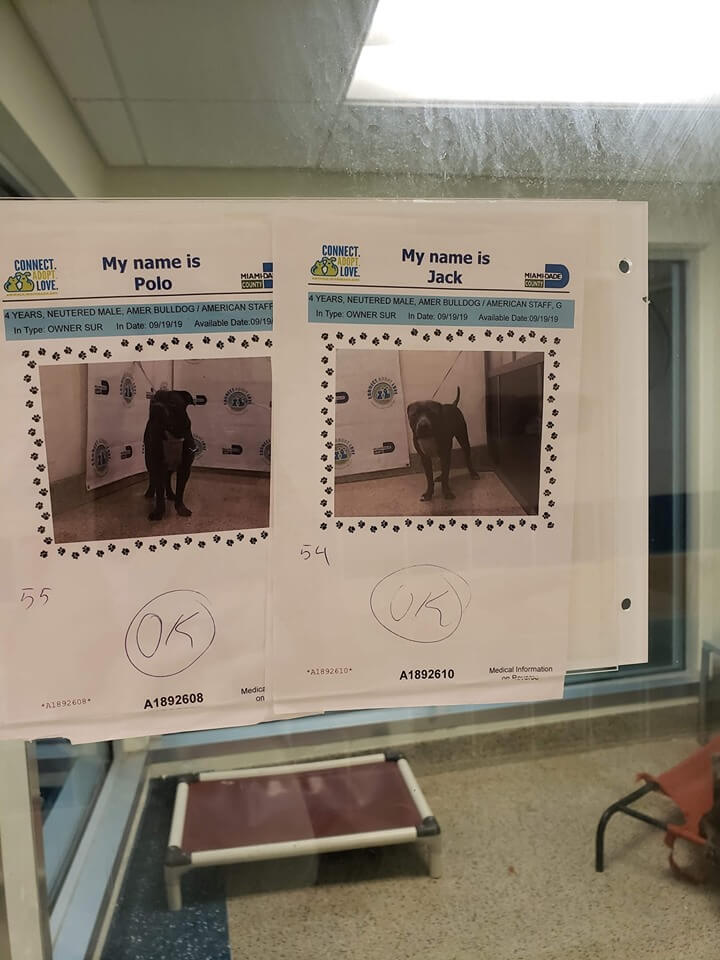 CONNECT.
ADOPT.
LOVE.
My name is
Polo
MIAMI-DADE
COUNTY
4 YEARS, NEUTERED MALE, AMER BULLDOG / AMERICAN STAFF
In Type: OWNER SUR In Date: 09/19/19 Available Date:09/19/
55
OK
*A1892608*
A1892608
Medica
on
CONNECT.
ADOPT.
LOVE.
My name is
Jack
MIAMI-DADE
COUNTY
4 YEARS, NEUTERED MALE, AMER BULLDOG / AMERICAN STAFF, G
In Type: OWNER SUR In Date: 09/19/19 Available Date:09/19/19
54
OK
*A1892610*
A1892610
Medical Information
on Reverse